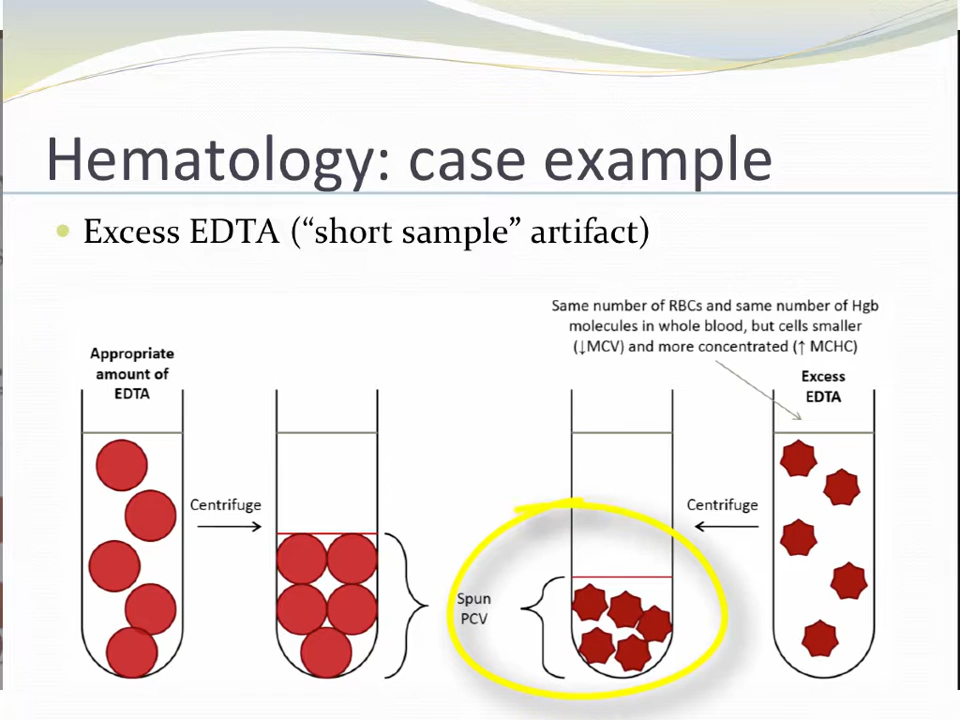 Hematology: case example
Excess EDTA (“short sample” artifact)
Same number of RBCs and same number of Hgb
molecules in whole blood, but cells smaller
(↓MCV) and more concentrated (↑ MCHC)
Appropriate
amount of
EDTA
Excess
EDTA
Centrifuge
Centrifuge
Spun
PCV